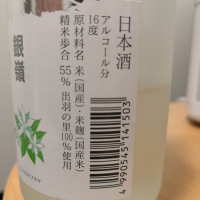 日本酒
アルコール分
16度
原材料名 米(国産)・米麹(国産米)
精米歩合 55% 出羽の里100%使用
銀嶺
4990545141503